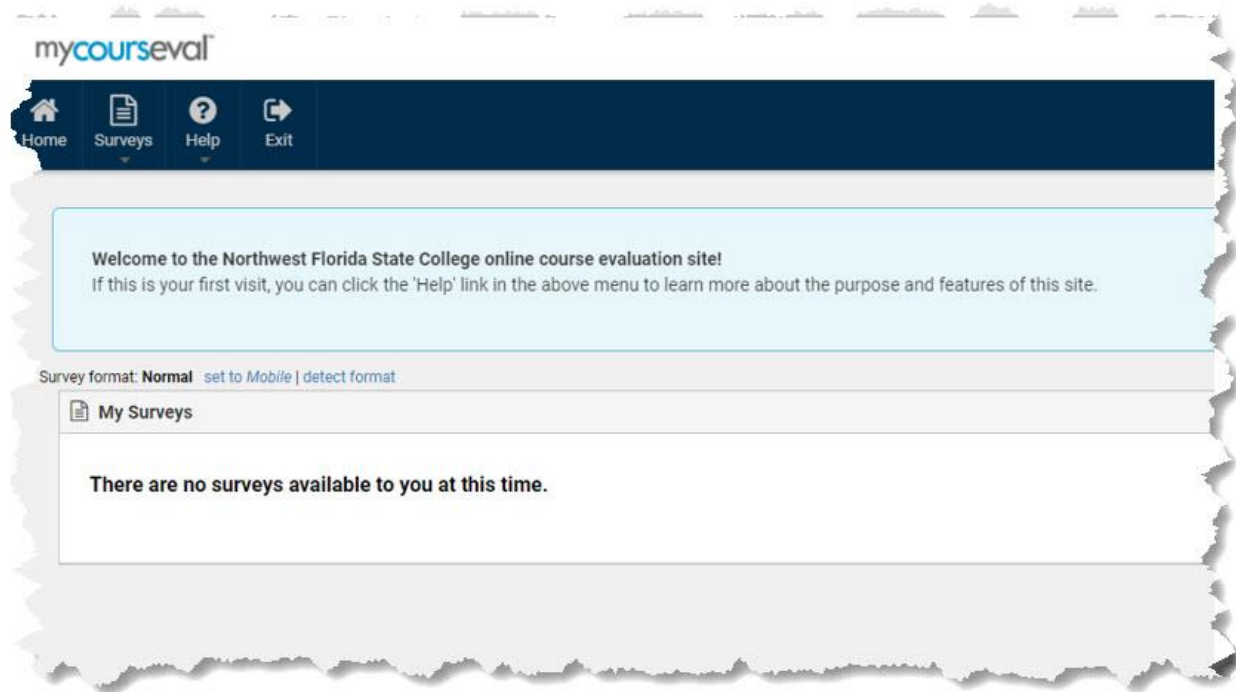 mycourseval™
Home Surveys Help Exit
Welcome to the Northwest Florida State College online course evaluation site!
If this is your first visit, you can click the 'Help' link in the above menu to learn more about the purpose and features of this site.
Survey format: Normal set to Mobile | detect format
My Surveys
There are no surveys available to you at this time.